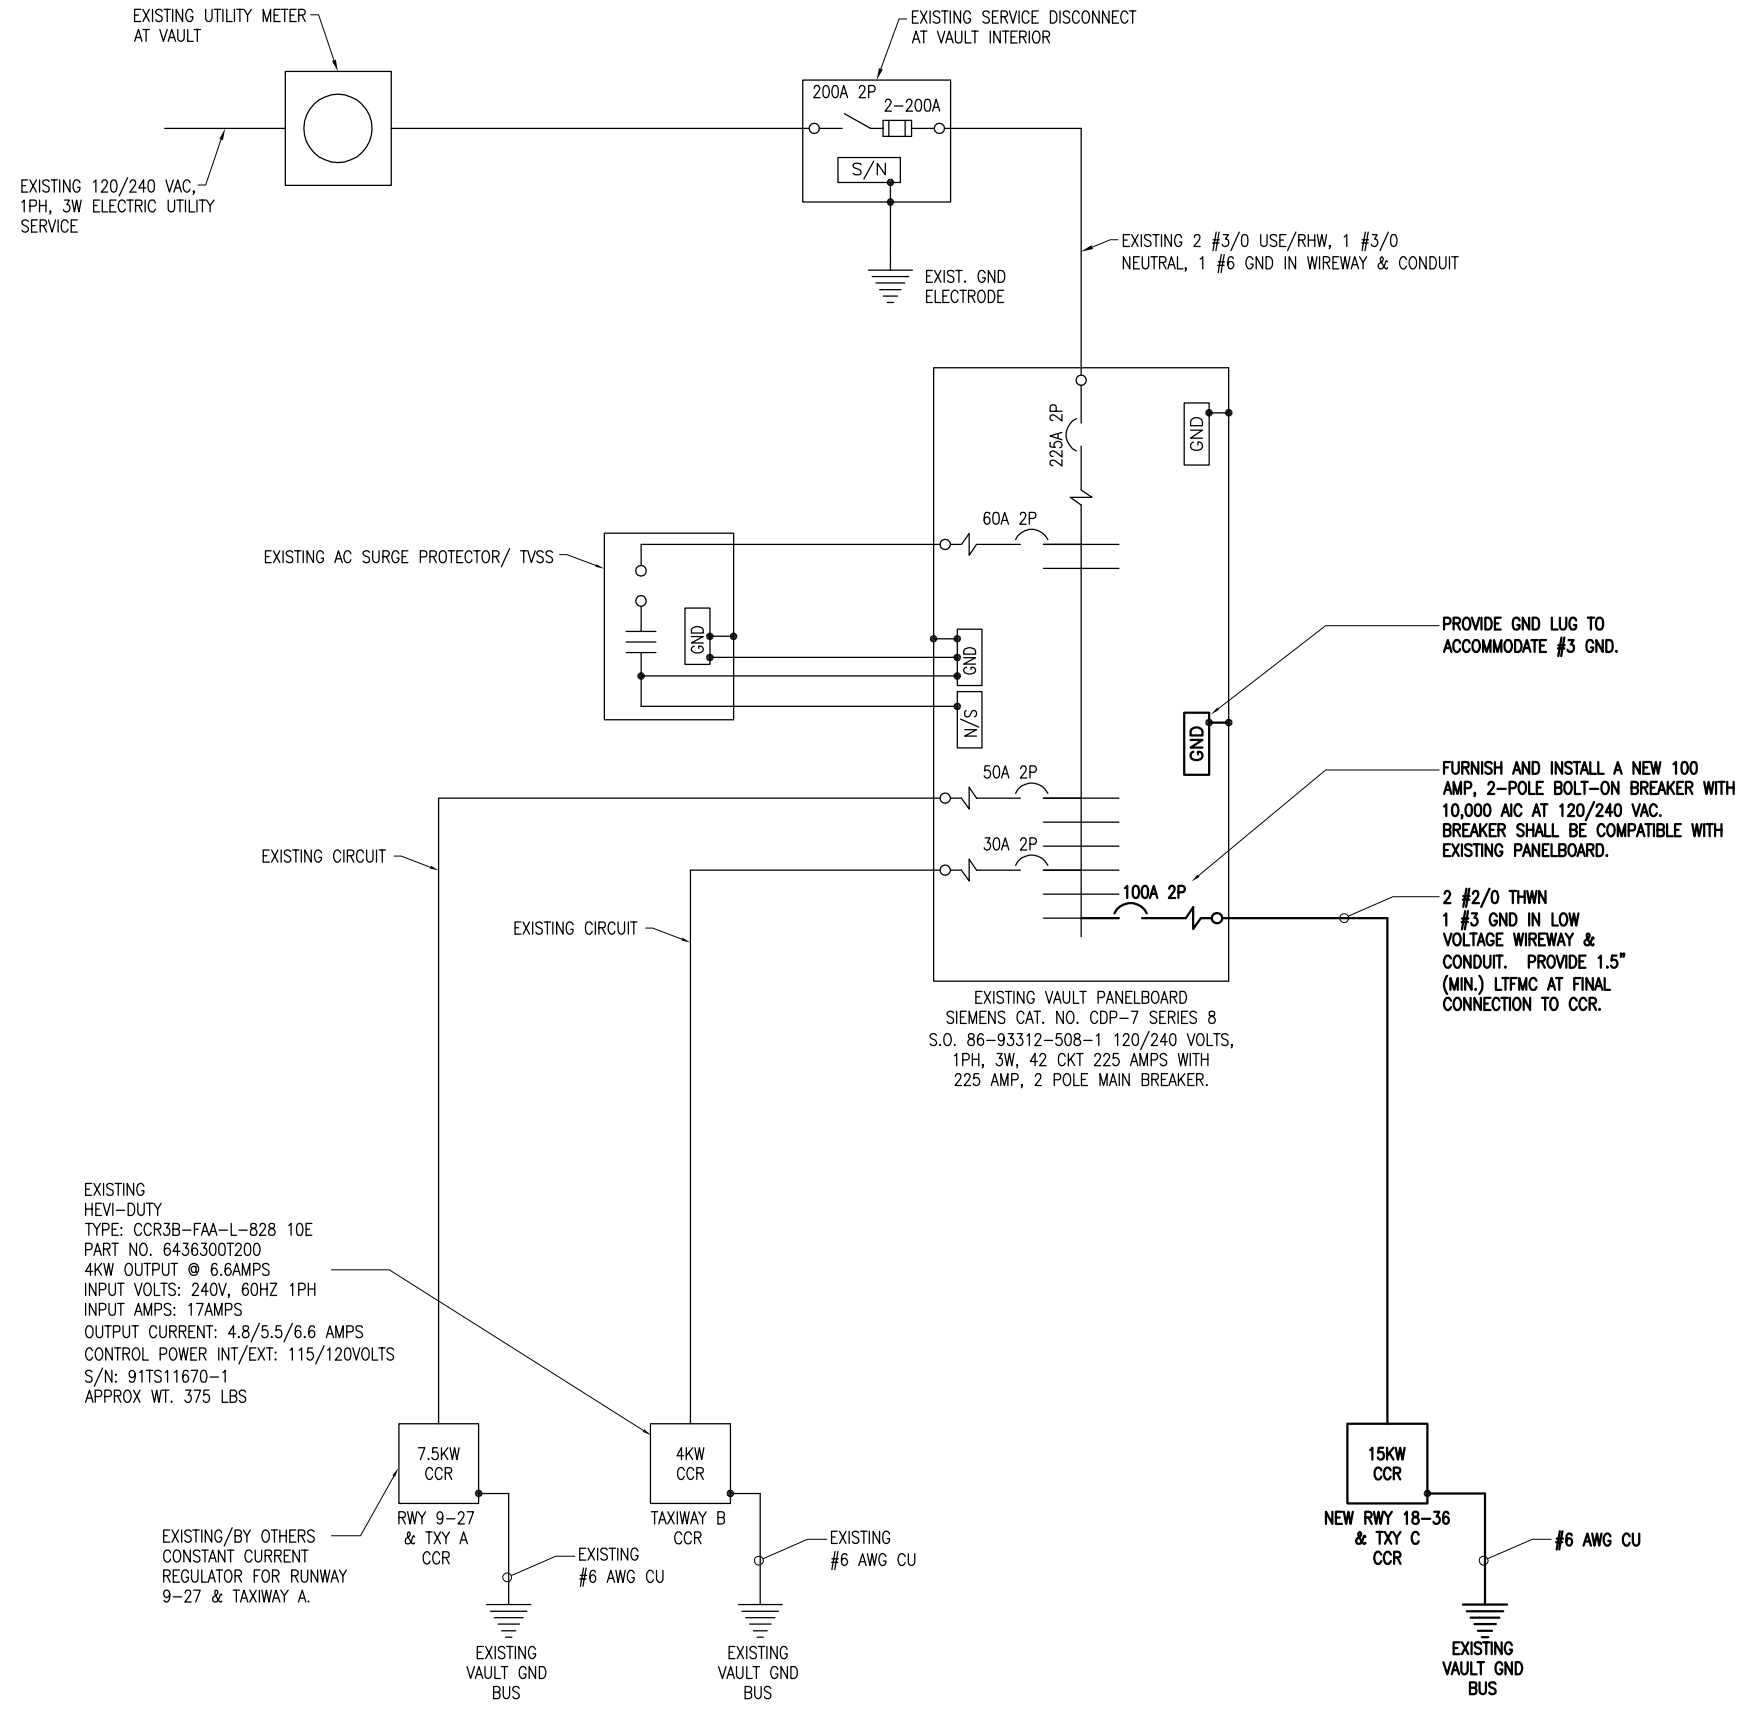 EXISTING UTILITY METER
AT VAULT
EXISTING SERVICE DISCONNECT
AT VAULT INTERIOR
200A 2P
2-200A
S/N
EXISTING 120/240 VAC,
1PH, 3W ELECTRIC UTILITY
SERVICE
EXIST. GND
ELECTRODE
EXISTING 2 #3/0 USE/RHW, 1 #3/0
NEUTRAL, 1 #6 GND IN WIREWAY & CONDUIT
225A 2P
GND
60A 2P
EXISTING AC SURGE PROTECTOR/ TVSS
GND
GND
N/S
PROVIDE GND LUG TO
ACCOMMODATE #3 GND.
GND
50A 2P
FURNISH AND INSTALL A NEW 100
AMP, 2-POLE BOLT-ON BREAKER WITH
10,000 AIC AT 120/240 VAC.
BREAKER SHALL BE COMPATIBLE WITH
EXISTING PANELBOARD.
EXISTING CIRCUIT
30A 2P
100A 2P
EXISTING CIRCUIT
2 #2/0 THWN
1 #3 GND IN LOW
VOLTAGE WIREWAY &
CONDUIT. PROVIDE 1.5"
(MIN.) LTFMC AT FINAL
CONNECTION TO CCR.
EXISTING VAULT PANELBOARD
SIEMENS CAT. NO. CDP-7 SERIES 8
S.O. 86-93312-508-1 120/240 VOLTS,
1PH, 3W, 42 CKT 225 AMPS WITH
225 AMP, 2 POLE MAIN BREAKER.
EXISTING
HEVI-DUTY
TYPE: CCR3B-FAA-L-828 10E
PART NO. 6436300T200
4KW OUTPUT @ 6.6AMPS
INPUT VOLTS: 240V, 60HZ 1PH
INPUT AMPS: 17AMPS
OUTPUT CURRENT: 4.8/5.5/6.6 AMPS
CONTROL POWER INT/EXT: 115/120VOLTS
S/N: 91TS11670-1
APPROX WT. 375 LBS
7.5KW
CCR
RWY 9-27
& TXY A
CCR
4KW
CCR
TAXIWAY B
CCR
15KW
CCR
NEW RWY 18-36
& TXY C
CCR
EXISTING/BY OTHERS
CONSTANT CURRENT
REGULATOR FOR RUNWAY
9-27 & TAXIWAY A.
EXISTING
#6 AWG CU
EXISTING
#6 AWG CU
#6 AWG CU
EXISTING
VAULT GND
BUS
EXISTING
VAULT GND
BUS
EXISTING
VAULT GND
BUS